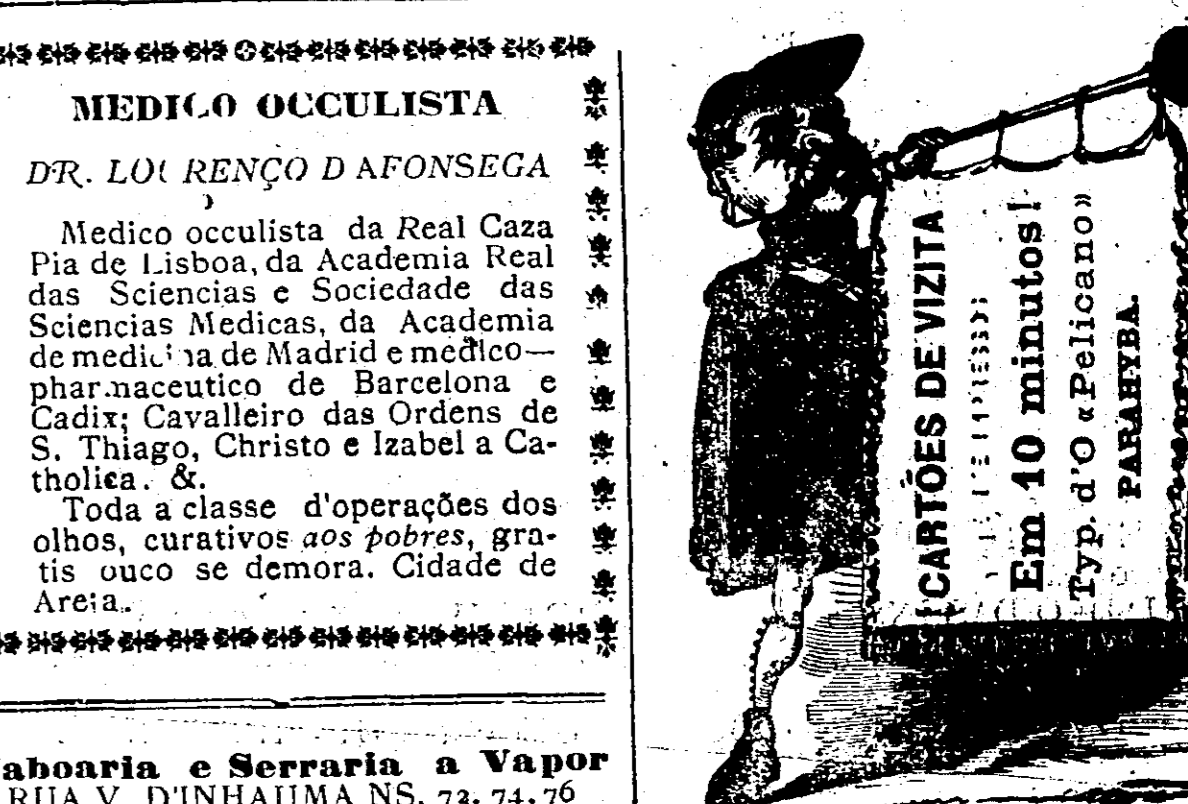 MEDICO OCCULISTA
DR. LOURENÇO D AFONSEGA
Medico occulista da Real Caza
Pia de Lisboa, da Academia Real
das Sciencias e Sociedade das
Sciencias Medicas, da Academia
de medicina de Madrid e medico—
pharmaceutico de Barcelona e
Cadix; Cavalleiro das Ordens de
S. Thiago, Christo e Izabel a Ca-
tholica. &.
Toda a classe d'operações dos
olhos, curativos aos pobres, gra-
tis ouco se demora. Cidade de
Areia.
aboaria e Serraria a Vapor
RUA V. D'INHAUMA NS. 72, 74, 76
CARTÕES DE VIZITA
Em 10 minutos!
Typ. d'O «Pelicano»
PARAHYBA.